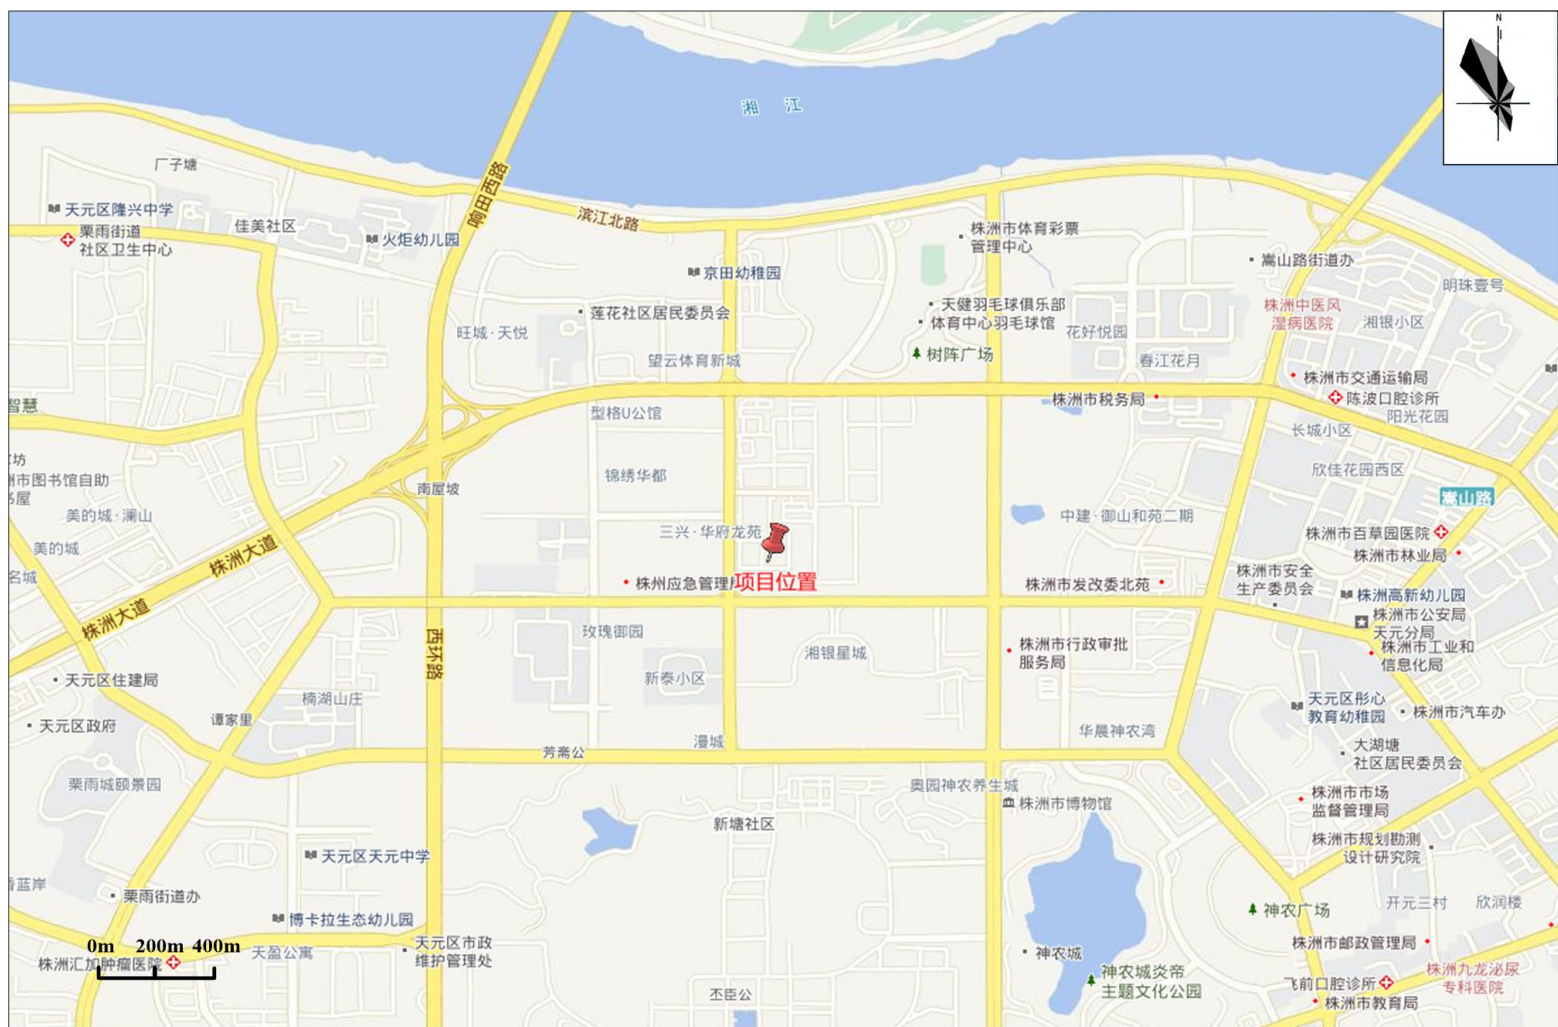 N
湘 江
厂子塘
响田西路
天元区隆兴中学
栗雨街道
社区卫生中心
佳美社区
火炬幼儿园
滨江北路
株洲市体育彩票
管理中心
嵩山路街道办
京田幼稚园
明珠壹号
莲花社区居民委员会
天健羽毛球俱乐部
体育中心羽毛球馆
株洲中医风
湿病医院
湘银小区
旺城·天悦
花好悦园
望云体育新城
树阵广场
春江花月
株洲市交通运输局
智慧
型格U公馆
株洲市税务局
陈波口腔诊所
阳光花园
长城小区
坊
州市图书馆自助
书屋
锦绣华都
欣佳花园西区
南屋坡
嵩山路
美的城·澜山
中建·御山和苑二期
三兴·华府龙苑
株洲市百草园医院
美的城
株洲大道
株洲市林业局
名城
株州应急管理局
项目位置
株洲市发改委北苑
株洲市安全
生产委员会
株洲高新幼儿园
株洲大道
株洲市公安局
天元分局
西环路
玫瑰御园
湘银星城
株洲市行政审批
服务局
株洲市工业和
信息化局
天元区住建局
新泰小区
楠湖山庄
天元区彤心
教育幼稚园
株洲市汽车办
天元区政府
谭家里
华晨神农湾
漫城
芳斋公
大湖塘
社区居民委员会
栗雨城颐景园
奥园神农养生城
株洲市博物馆
株洲市市场
监督管理局
新塘社区
株洲市规划勘测
设计研究院
天元区天元中学
香蓝岸
栗雨街道办
神农广场
开元三村
欣润楼
博卡拉生态幼儿园
0m 200m 400m
天盈公寓
天元区市政
维护管理处
神农城
株洲市邮政管理局
株洲汇加肿瘤医院
神农城炎帝
主题文化公园
株洲九龙泌尿
专科医院
飞前口腔诊所
丕臣公
株洲市教育局